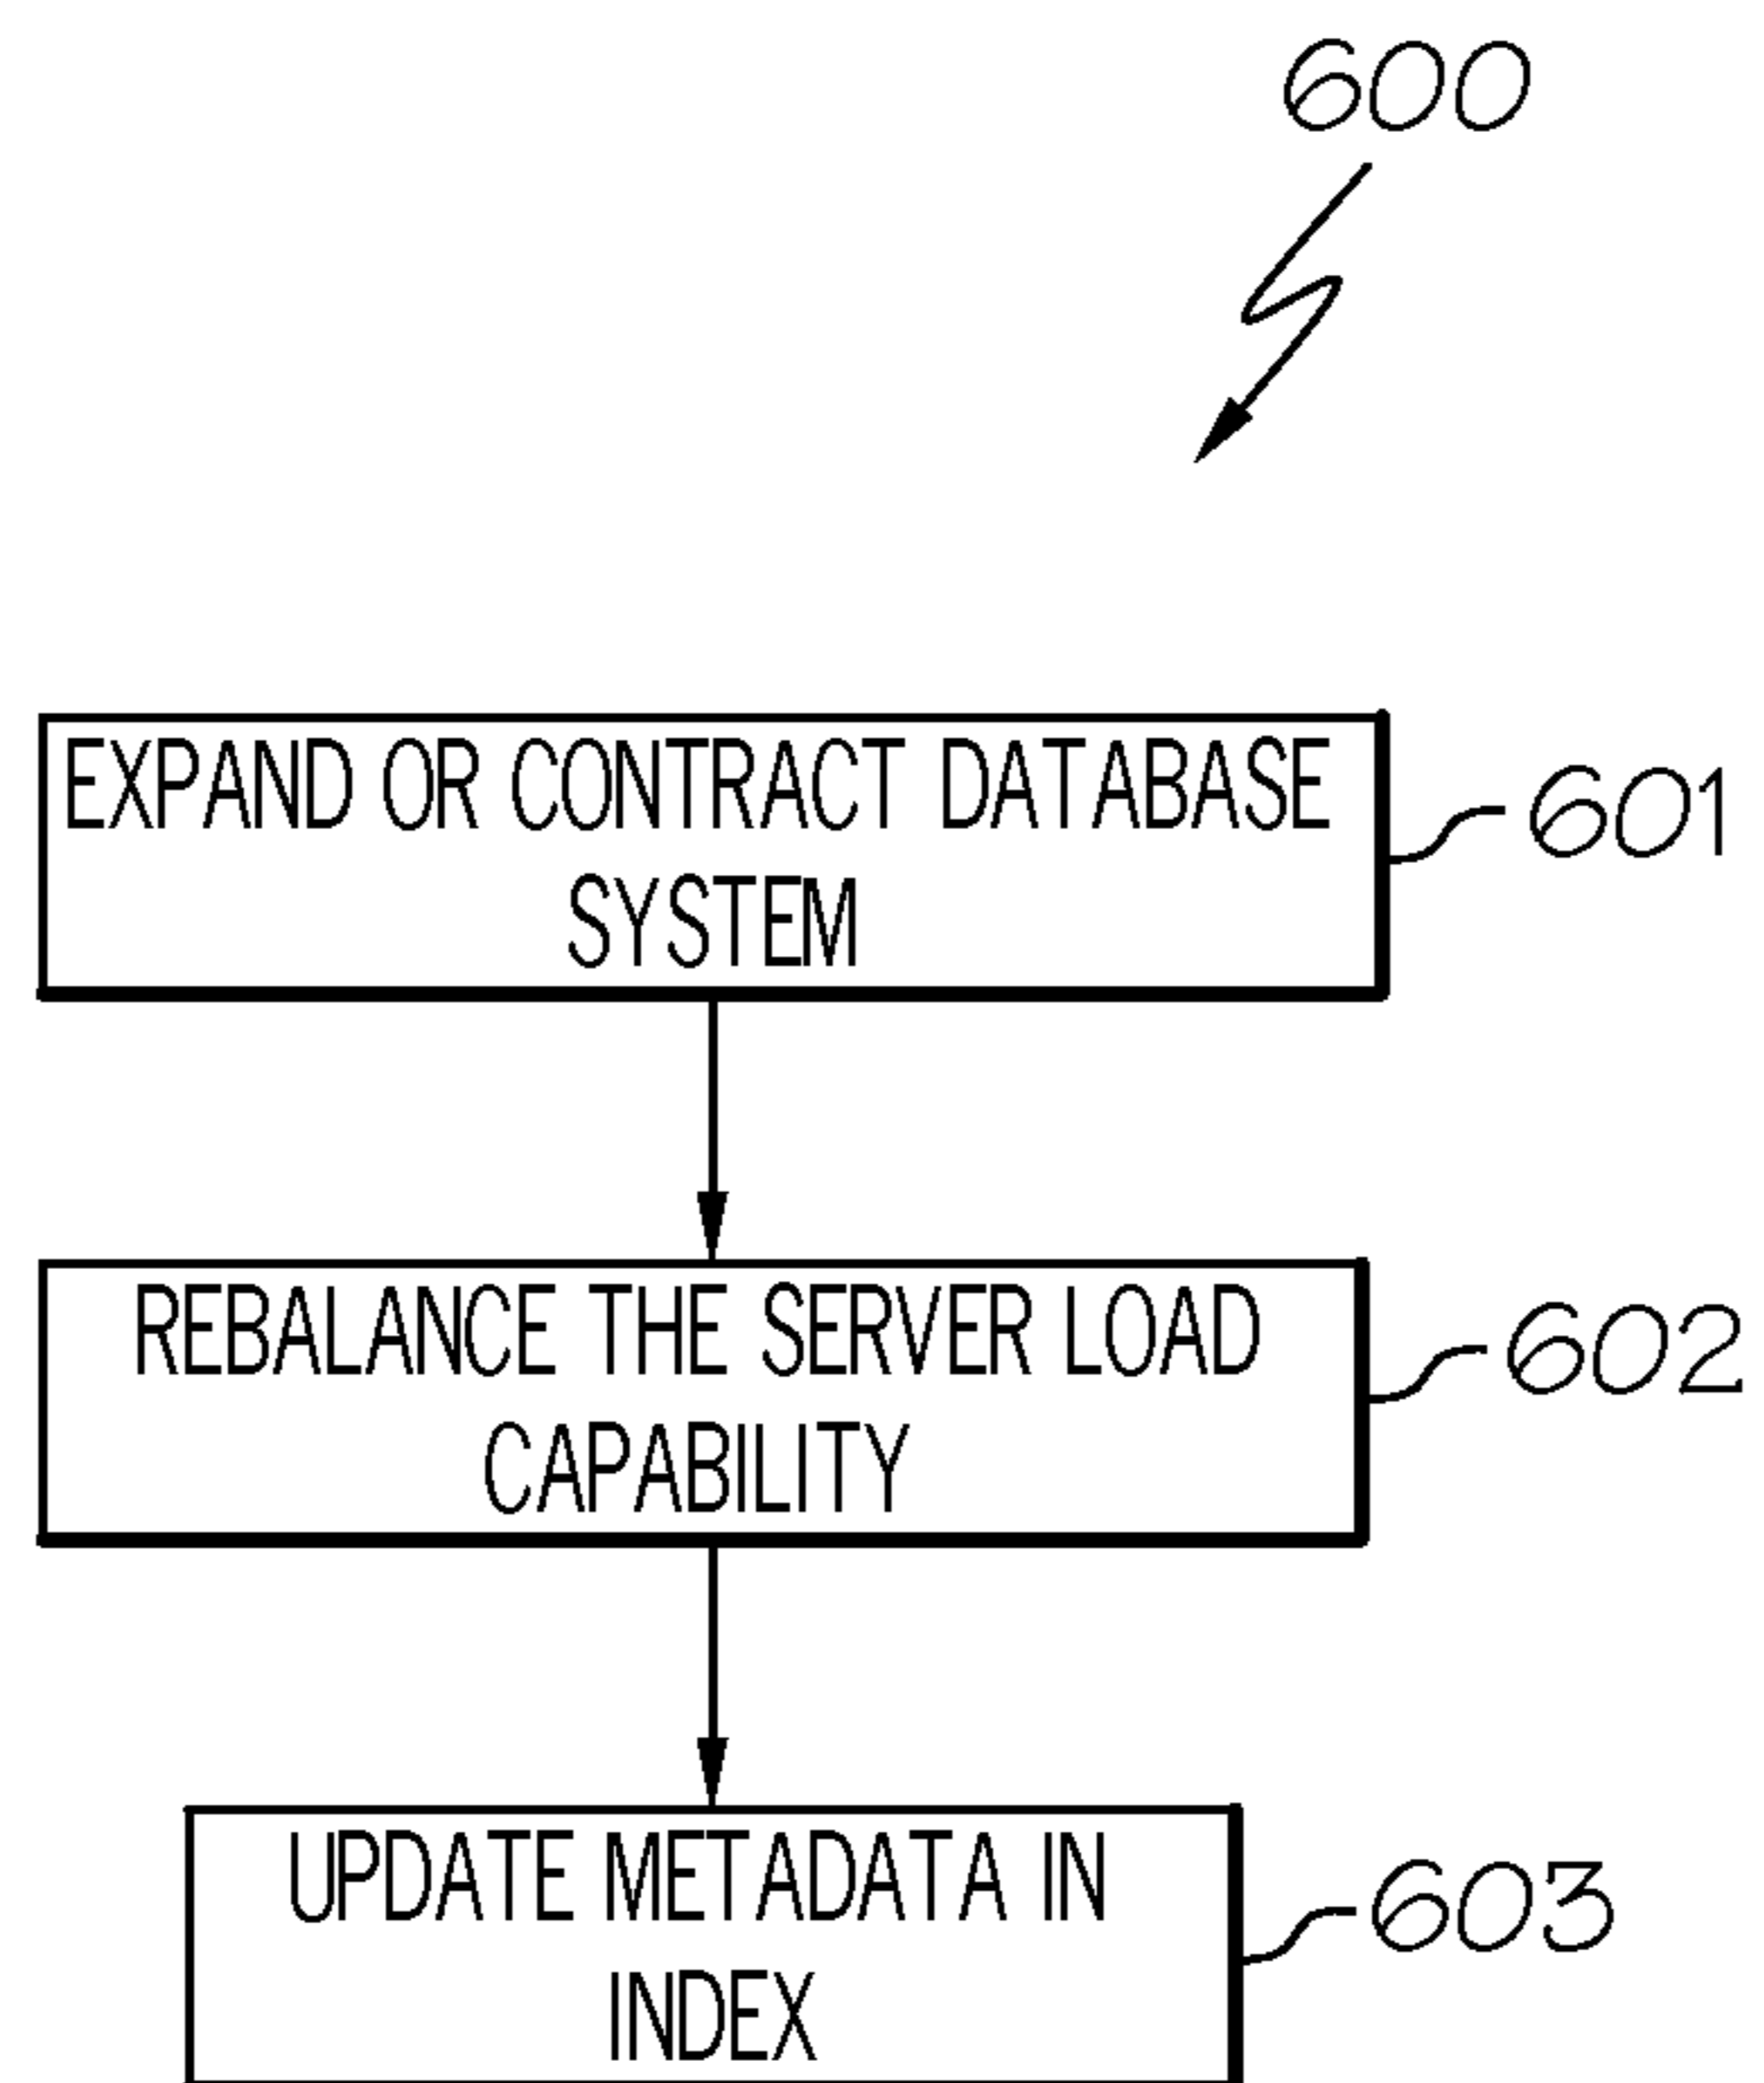 600
EXPAND OR CONTRACT DATABASE
SYSTEM
601
REBALANCE THE SERVER LOAD
CAPABILITY
602
UPDATE METADATA IN
INDEX
603